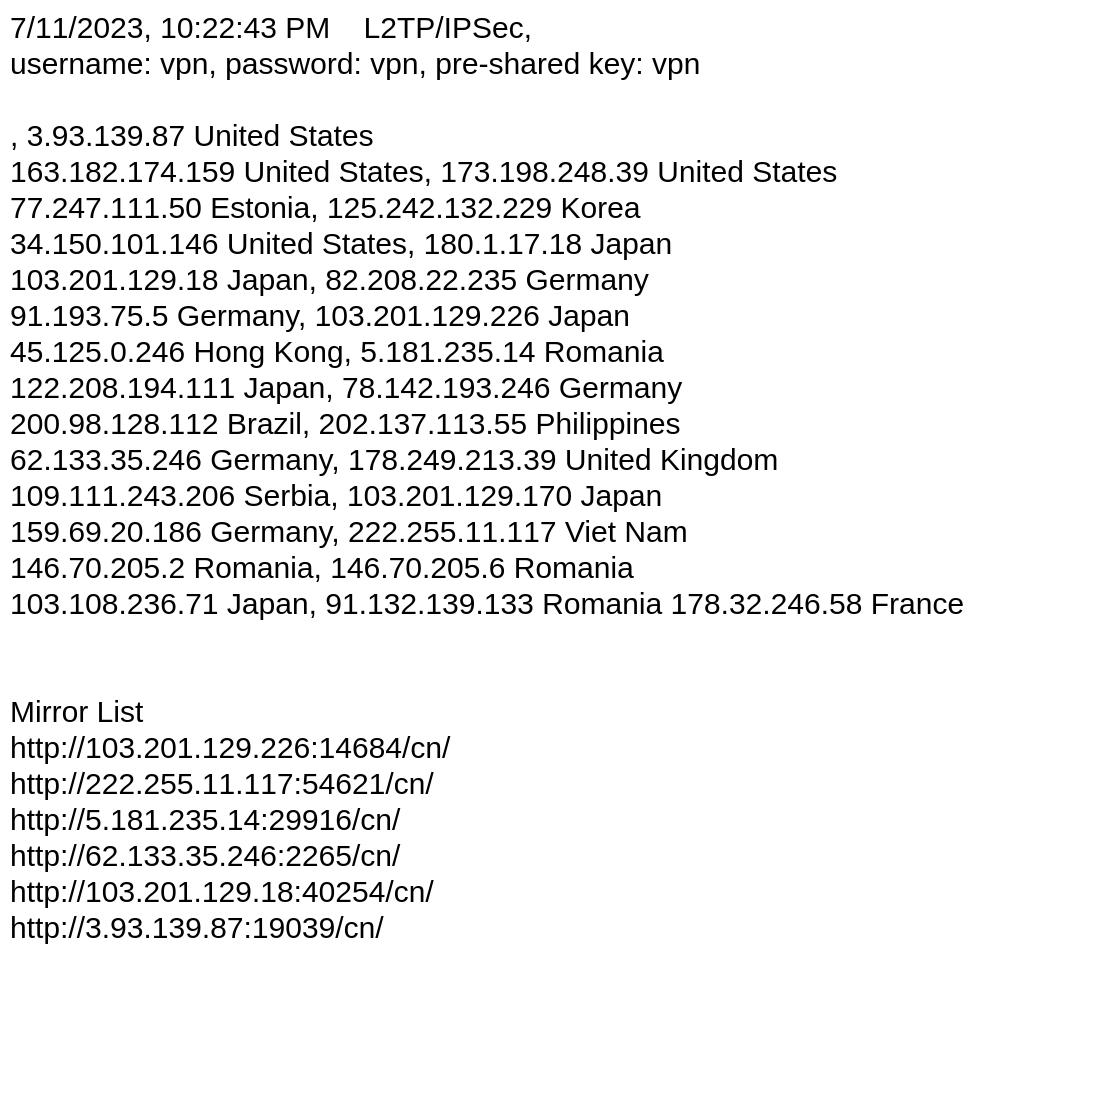 7/11/2023, 10:22:43 PM    L2TP/IPSec,
username: vpn, password: vpn, pre-shared key: vpn
, 3.93.139.87 United States
163.182.174.159 United States, 173.198.248.39 United States
77.247.111.50 Estonia, 125.242.132.229 Korea
34.150.101.146 United States, 180.1.17.18 Japan
103.201.129.18 Japan, 82.208.22.235 Germany
91.193.75.5 Germany, 103.201.129.226 Japan
45.125.0.246 Hong Kong, 5.181.235.14 Romania
122.208.194.111 Japan, 78.142.193.246 Germany
200.98.128.112 Brazil, 202.137.113.55 Philippines
62.133.35.246 Germany, 178.249.213.39 United Kingdom
109.111.243.206 Serbia, 103.201.129.170 Japan
159.69.20.186 Germany, 222.255.11.117 Viet Nam
146.70.205.2 Romania, 146.70.205.6 Romania
103.108.236.71 Japan, 91.132.139.133 Romania 178.32.246.58 France
Mirror List
http://103.201.129.226:14684/cn/
http://222.255.11.117:54621/cn/
http://5.181.235.14:29916/cn/
http://62.133.35.246:2265/cn/
http://103.201.129.18:40254/cn/
http://3.93.139.87:19039/cn/